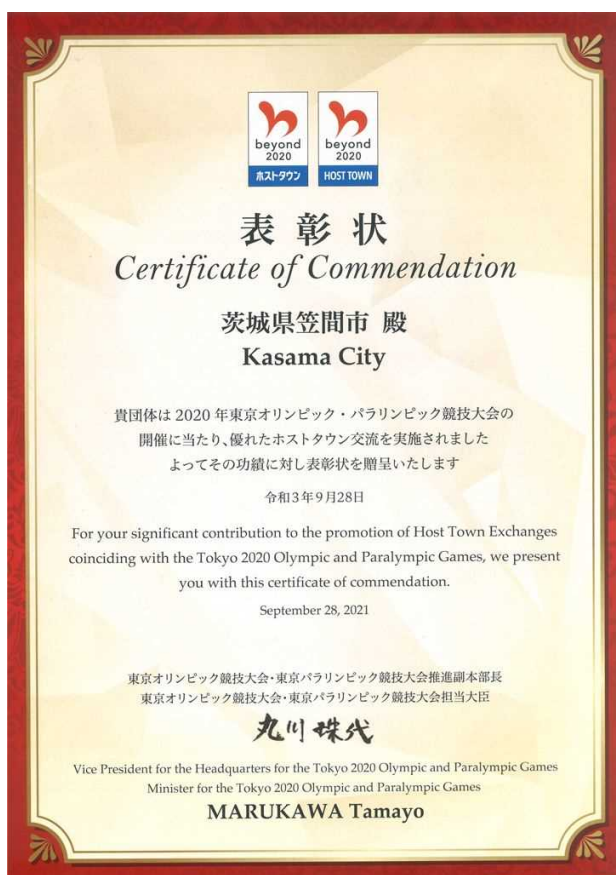 beyond
2020
ホストタウン
beyond
2020
HOST TOWN
表彰状
Certificate of Commendation
茨城県笠間市 殿
Kasama City
貴団体は2020年東京オリンピック・パラリンピック競技大会の
開催に当たり、優れたホストタウン交流を実施されました
よってその功績に対し表彰状を贈呈いたします
令和3年9月28日
For your significant contribution to the promotion of Host Town Exchanges
coinciding with the Tokyo 2020 Olympic and Paralympic Games, we present
you with this certificate of commendation.
September 28, 2021
東京オリンピック競技大会・東京パラリンピック競技大会推進副本部長
東京オリンピック競技大会・東京パラリンピック競技大会担当大臣
丸川珠代
Vice President for the Headquarters for the Tokyo 2020 Olympic and Paralympic Games
Minister for the Tokyo 2020 Olympic and Paralympic Games
MARUKAWA Tamayo